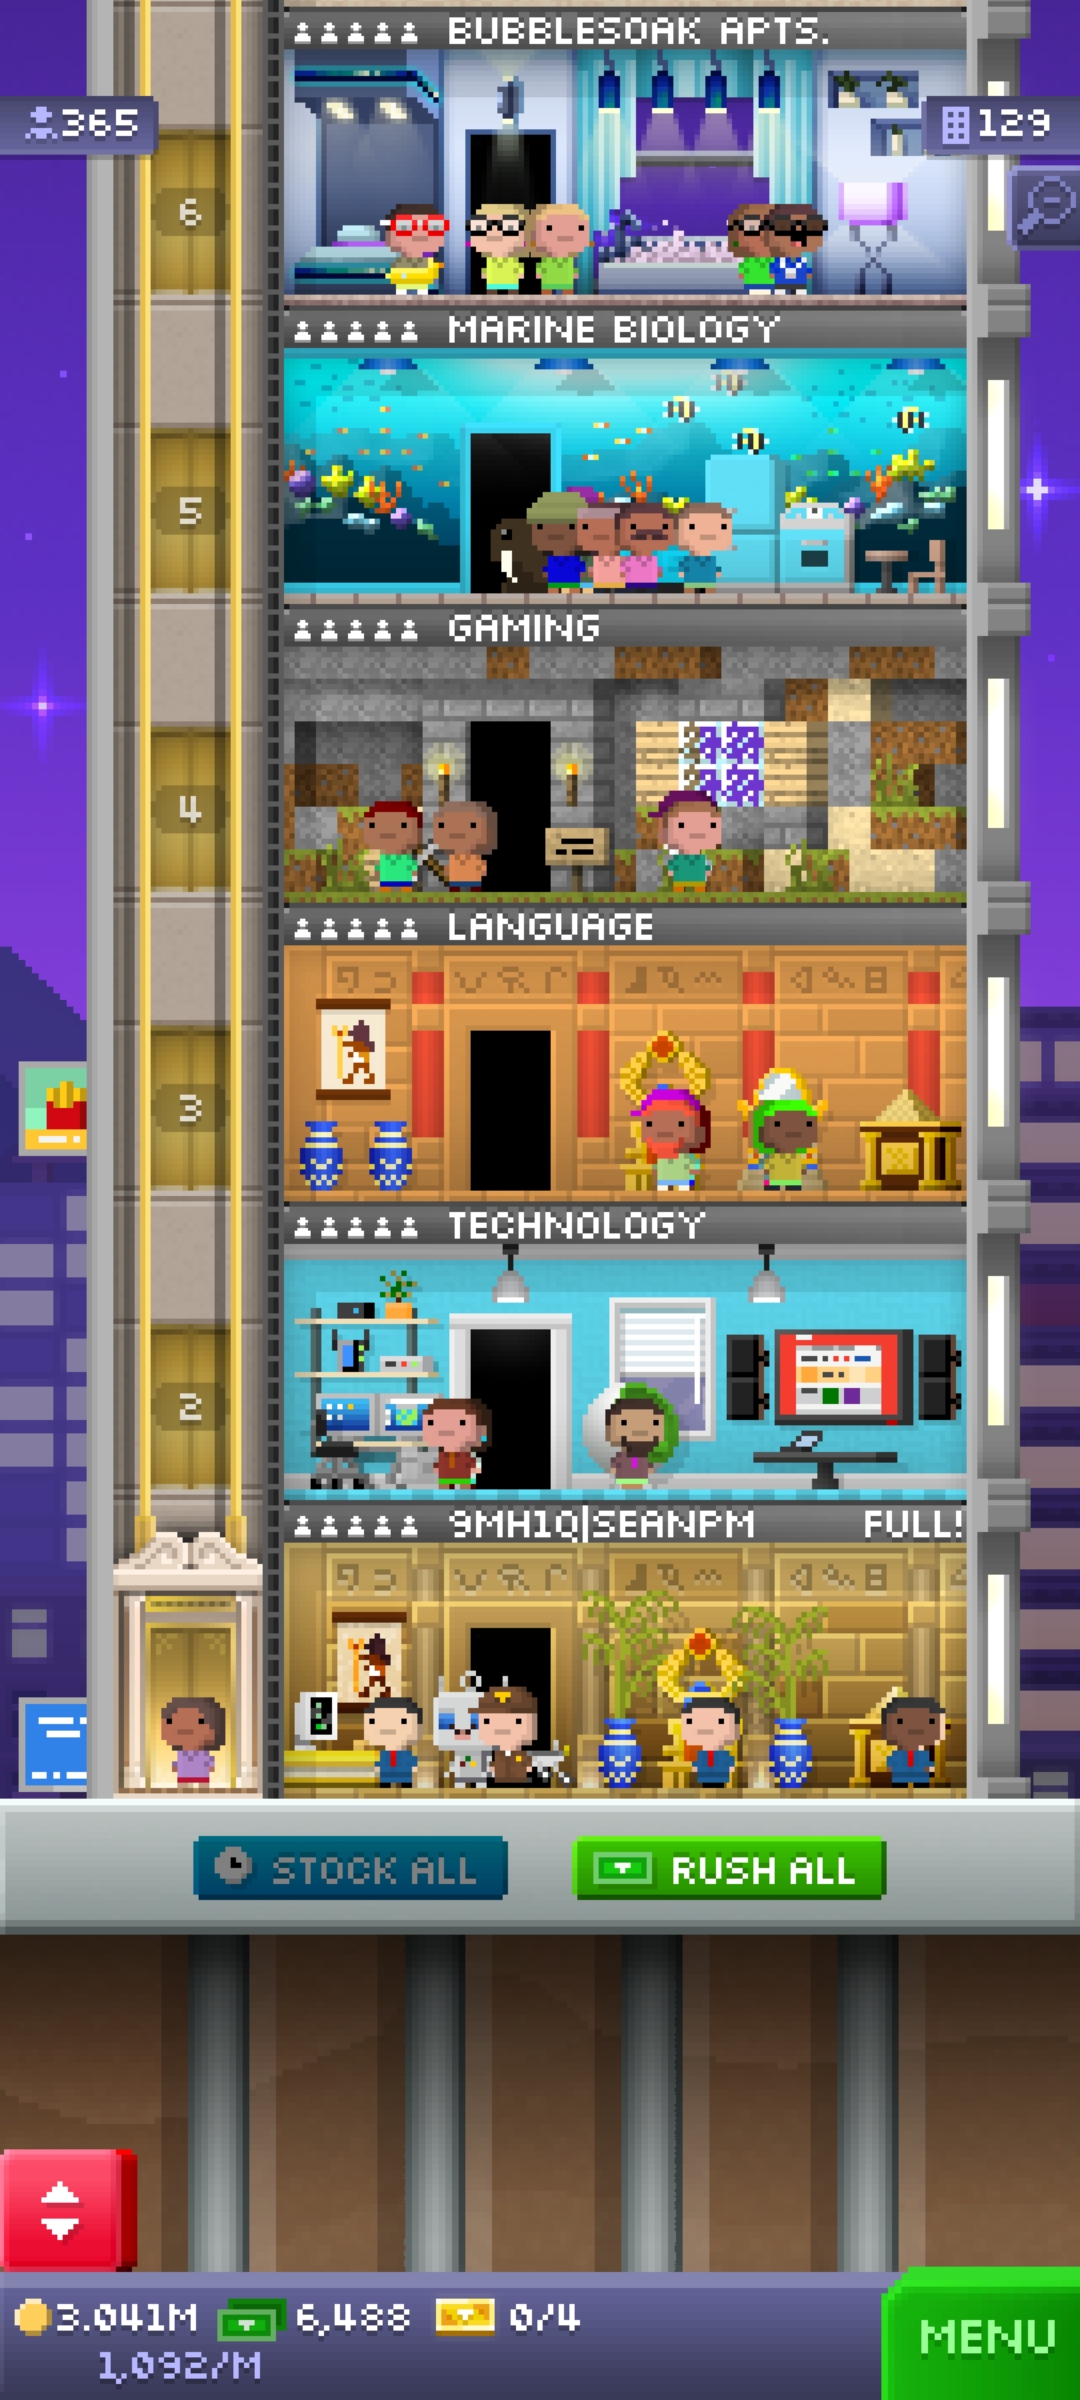 BUBBLESOAK APTS.
365
129
6
MARINE BIOLOGY
5
GAMING
4
LANGUAGE
3
TECHNOLOGY
2
9MH1Q|SEANPM FULL!
STOCK ALL
RUSH ALL
3.041M 6,488 0/4
1,092/M
MENU